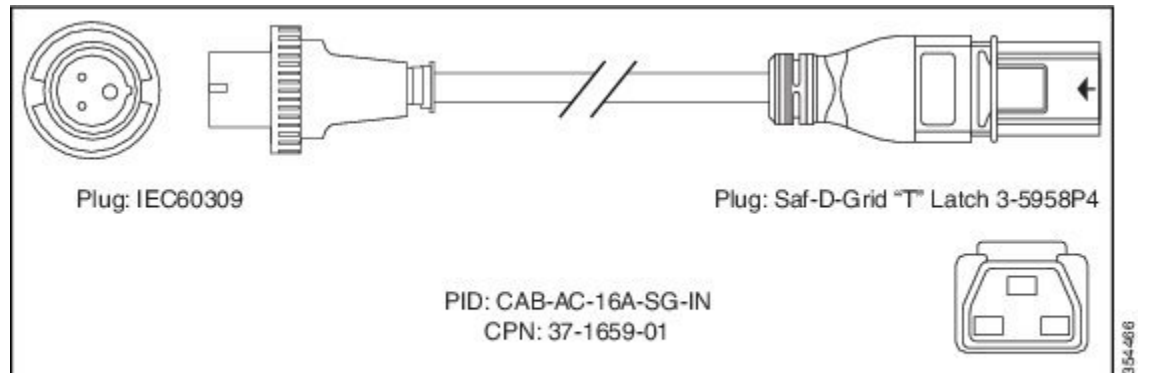 Plug: IEC60309
Plug: Saf-D-Grid “T” Latch 3-5958P4
PID: CAB-AC-16A-SG-IN
CPN: 37-1659-01
354466